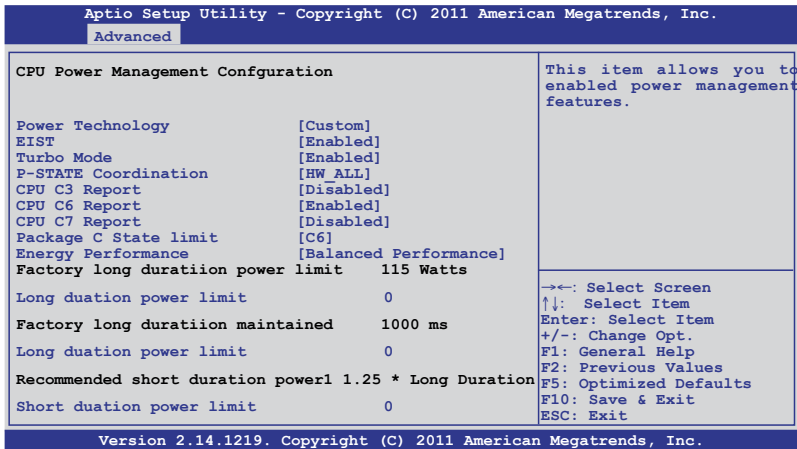 Aptio Setup Utility - Copyright (C) 2011 American Megatrends, Inc.
Advanced
CPU Power Management Confguration
Power Technology [Custom]
EIST [Enabled]
Turbo Mode [Enabled]
P-STATE Coordination [HW_ALL]
CPU C3 Report [Disabled]
CPU C6 Report [Enabled]
CPU C7 Report [Disabled]
Package C State limit [C6]
Energy Performance [Balanced Performance]
Factory long duratiion power limit 115 Watts
Long duation power limit 0
Factory long duratiion maintained 1000 ms
Long duation power limit 0
Recommended short duration power1 1.25 * Long Duration
Short duation power limit 0
This item allows you to
enabled power management
features.
→←: Select Screen
↑↓: Select Item
Enter: Select Item
+/-: Change Opt.
F1: General Help
F2: Previous Values
F5: Optimized Defaults
F10: Save & Exit
ESC: Exit
Version 2.14.1219. Copyright (C) 2011 American Megatrends, Inc.